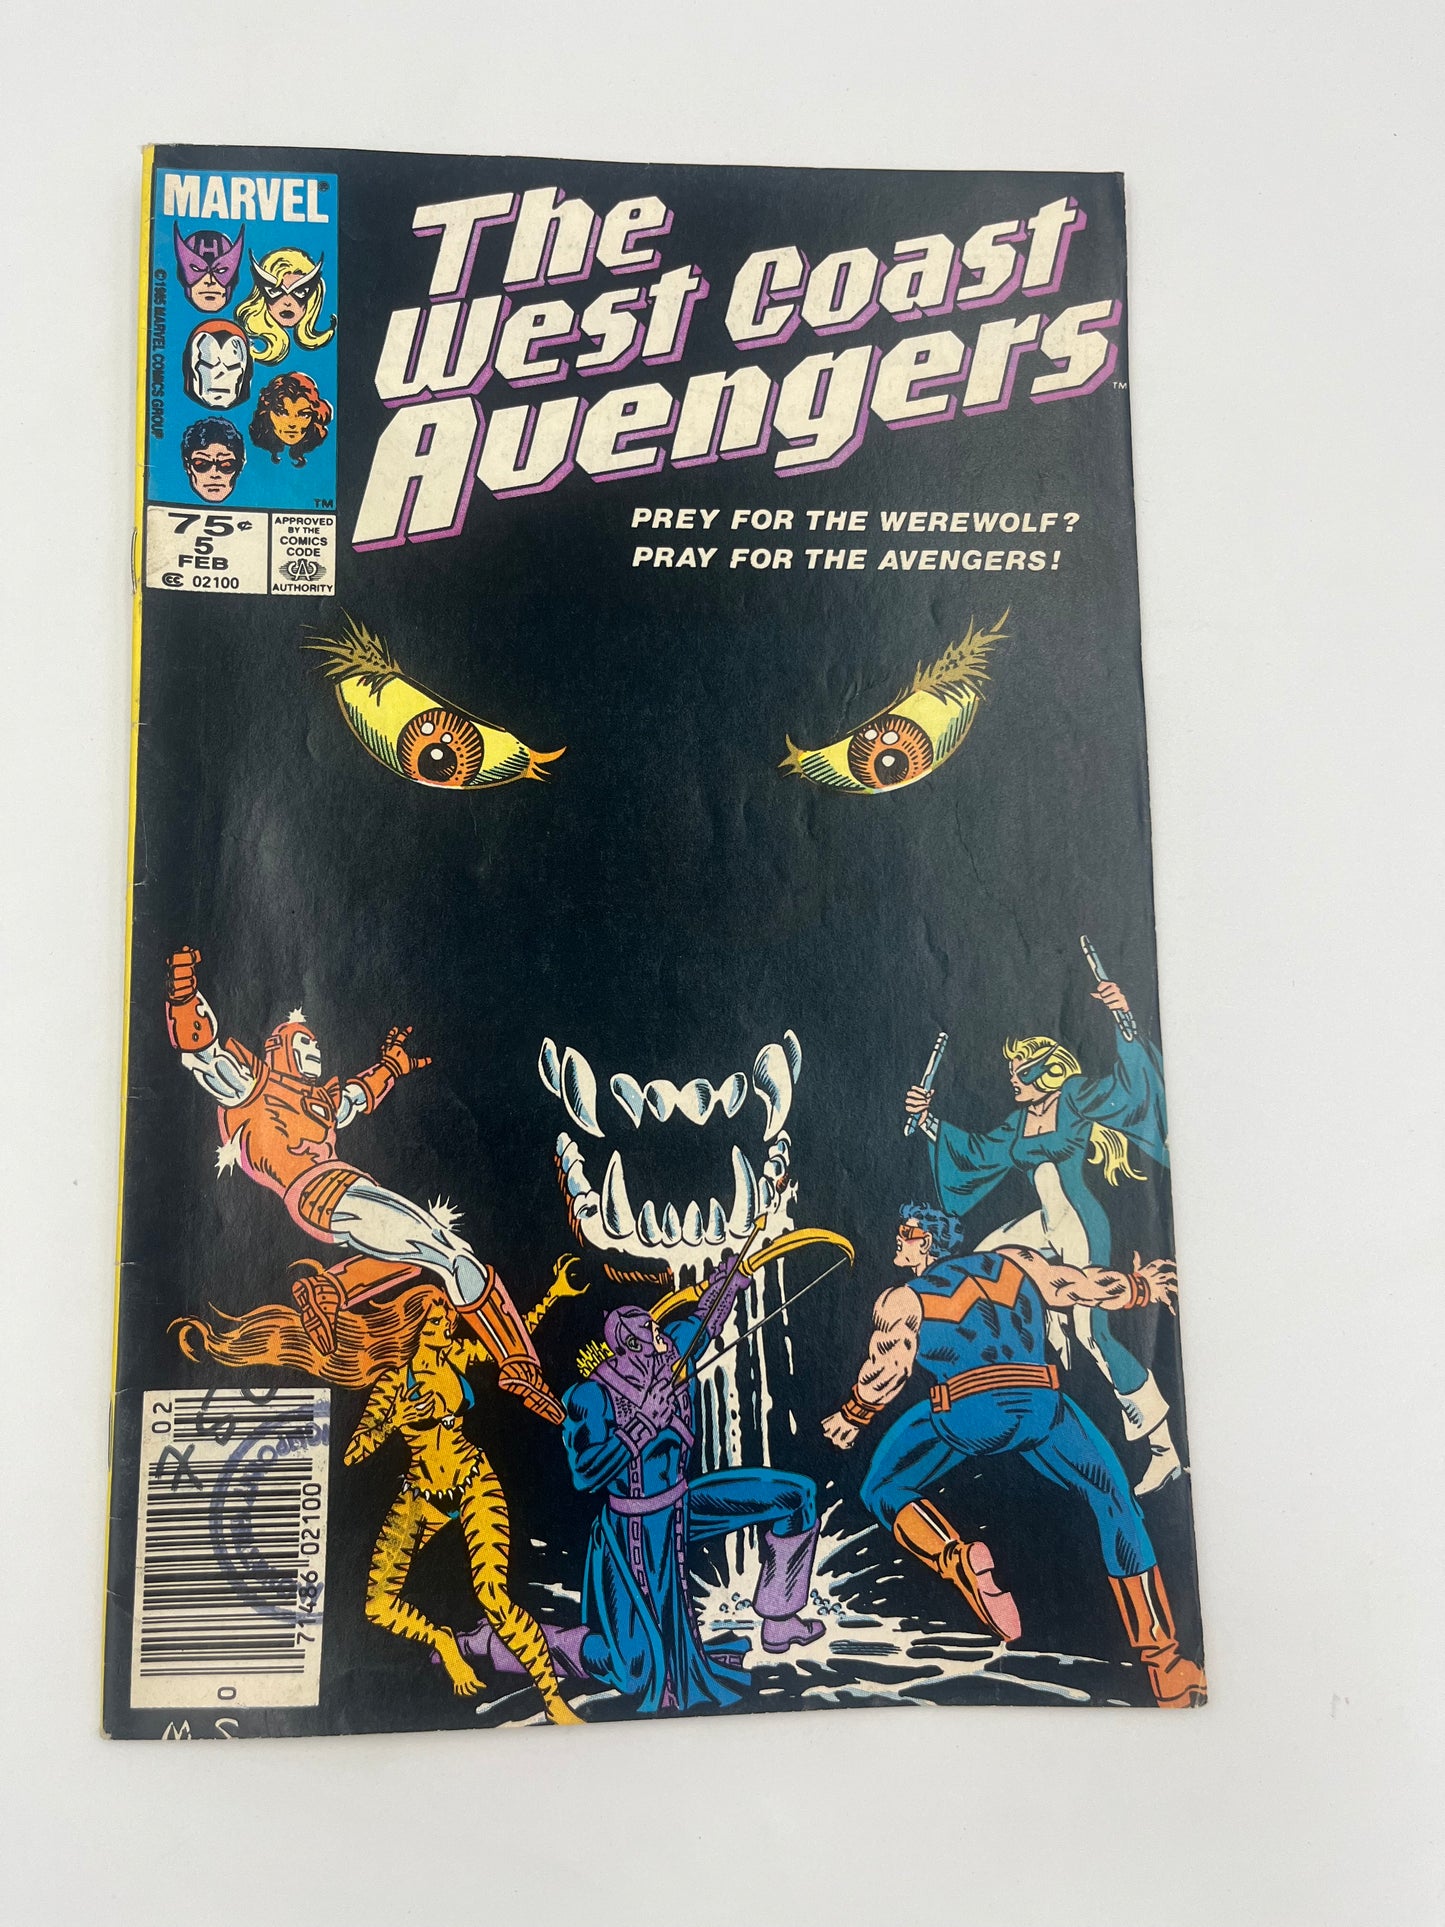 MARVEL®
H
©1985 MARVEL COMICS GROUP
TM
75¢
5
FEB
CC 02100
APPROVED
BY THE
COMICS
CODE
CA
AUTHORITY
The
West Coast
Avengers
TM
PREY FOR THE WEREWOLF?
PRAY FOR THE AVENGERS!
02
71486 02100
0